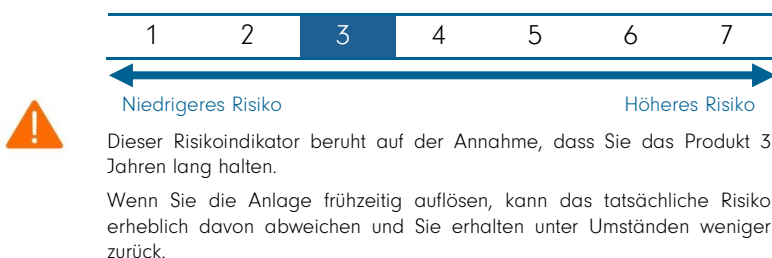 1 2 3 4 5 6 7
Niedrigeres Risiko Höheres Risiko
Dieser Risikoindikator beruht auf der Annahme, dass Sie das Produkt 3
Jahren lang halten.
Wenn Sie die Anlage frühzeitig auflösen, kann das tatsächliche Risiko
erheblich davon abweichen und Sie erhalten unter Umständen weniger
zurück.